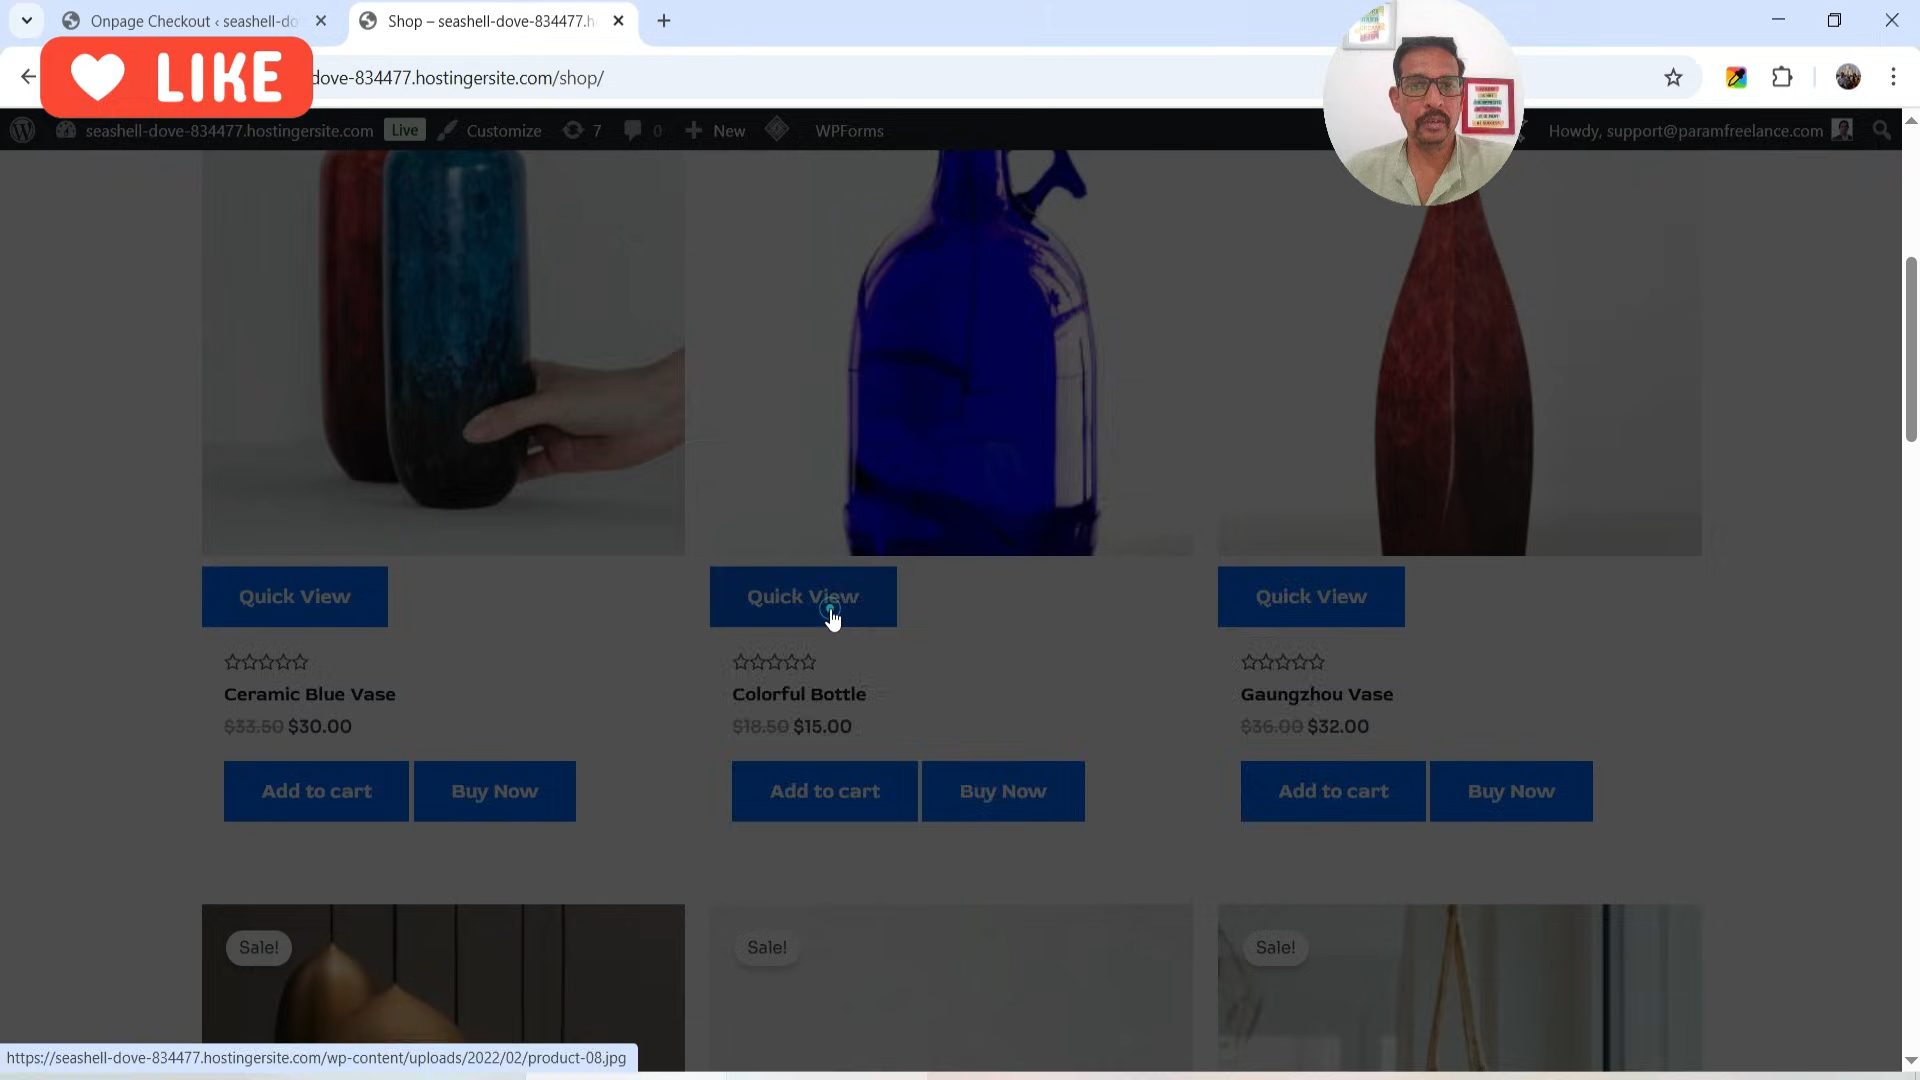 Onpage Checkout ‹ seashell-do
Shop – seashell-dove-834477.h
LIKE
dove-834477.hostingersite.com/shop/
seashell-dove-834477.hostingersite.com Live Customize 7 0 New WPForms
Howdy, support@paramfreelance.com
Quick View Quick View Quick View
Ceramic Blue Vase Colorful Bottle Gaungzhou Vase
$33.50 $30.00 $18.50 $15.00 $36.00 $32.00
Add to cart Buy Now Add to cart Buy Now Add to cart Buy Now
Sale! Sale! Sale!
https://seashell-dove-834477.hostingersite.com/wp-content/uploads/2022/02/product-08.jpg